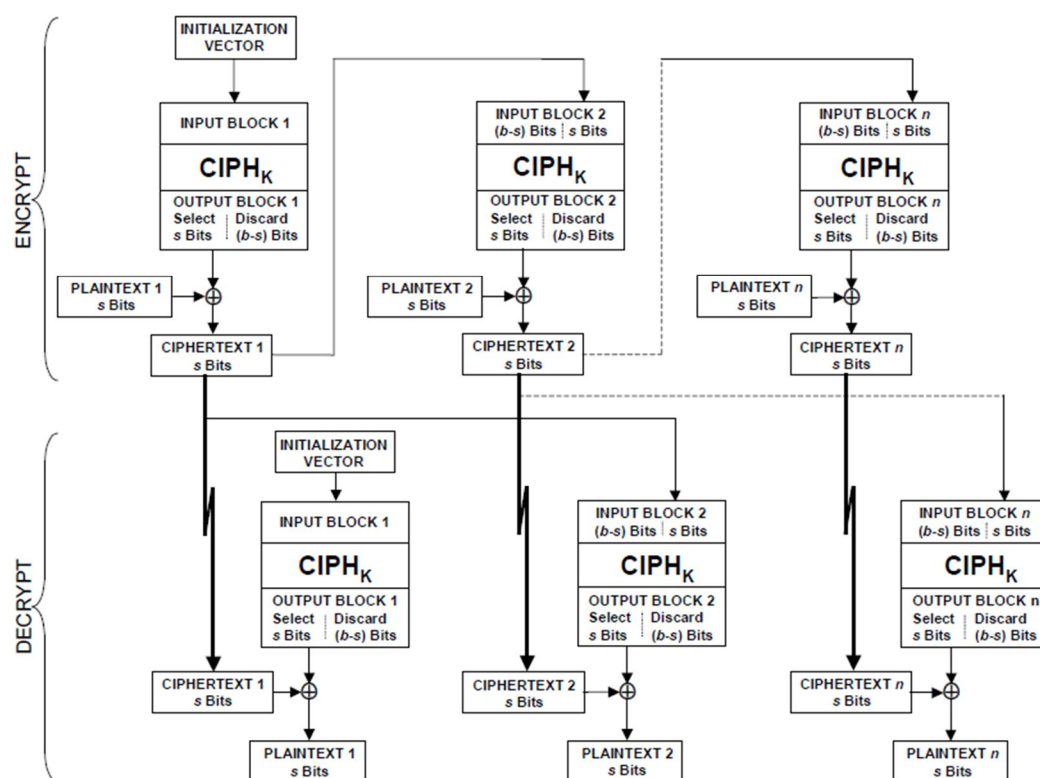 ENCRYPT
INITIALIZATION
VECTOR
INPUT BLOCK 1
CIPHK
OUTPUT BLOCK 1
Select Discard
s Bits (b-s) Bits
PLAINTEXT 1
s Bits
CIPHERTEXT 1
s Bits
INPUT BLOCK 2
(b-s) Bits s Bits
CIPHK
OUTPUT BLOCK 2
Select Discard
s Bits (b-s) Bits
PLAINTEXT 2
s Bits
CIPHERTEXT 2
s Bits
INPUT BLOCK n
(b-s) Bits s Bits
CIPHK
OUTPUT BLOCK n
Select Discard
s Bits (b-s) Bits
PLAINTEXT n
s Bits
CIPHERTEXT n
s Bits
DECRYPT
INITIALIZATION
VECTOR
INPUT BLOCK 1
CIPHK
OUTPUT BLOCK 1
Select Discard
s Bits (b-s) Bits
CIPHERTEXT 1
s Bits
PLAINTEXT 1
s Bits
INPUT BLOCK 2
(b-s) Bits s Bits
CIPHK
OUTPUT BLOCK 2
Select Discard
s Bits (b-s) Bits
CIPHERTEXT 2
s Bits
PLAINTEXT 2
s Bits
INPUT BLOCK n
(b-s) Bits s Bits
CIPHK
OUTPUT BLOCK n
Select Discard
s Bits (b-s) Bits
CIPHERTEXT n
s Bits
PLAINTEXT n
s Bits